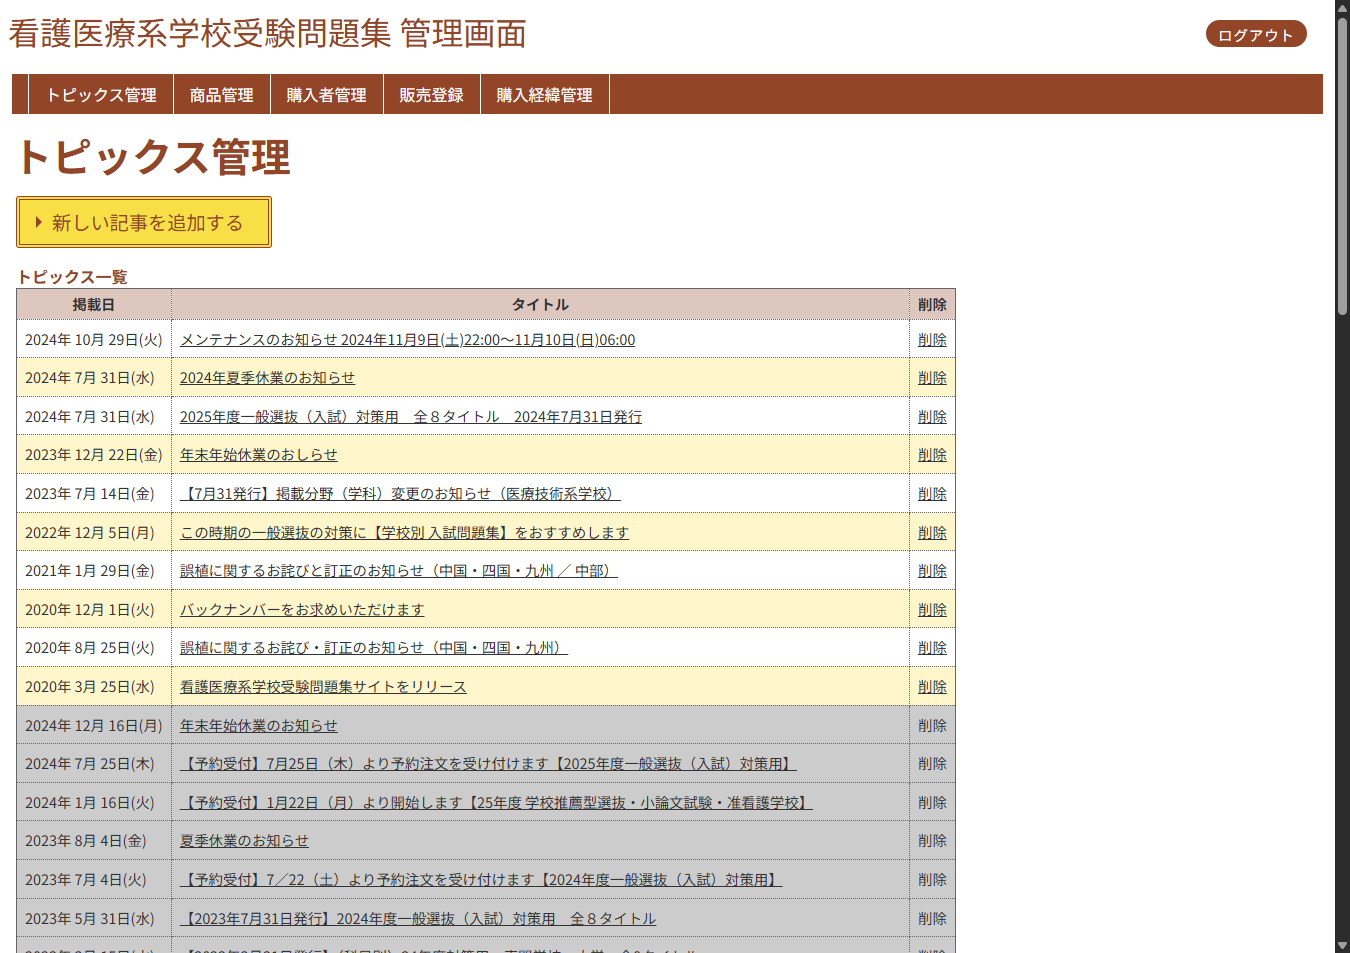 看護医療系学校受験問題集 管理画面
ログアウト
トピックス管理 商品管理 購入者管理 販売登録 購入経緯管理
トピックス管理
新しい記事を追加する
トピックス一覧
掲載日 タイトル 削除
2024年 10月 29日(火) メンテナンスのお知らせ 2024年11月9日(土)22:00～11月10日(日)06:00 削除
2024年 7月 31日(水) 2024年夏季休業のお知らせ 削除
2024年 7月 31日(水) 2025年度一般選抜（入試）対策用　全８タイトル　2024年7月31日発行 削除
2023年 12月 22日(金) 年末年始休業のおしらせ 削除
2023年 7月 14日(金) 【7月31発行】掲載分野（学科）変更のお知らせ（医療技術系学校） 削除
2022年 12月 5日(月) この時期の一般選抜の対策に【学校別 入試問題集】をおすすめします 削除
2021年 1月 29日(金) 誤植に関するお詫びと訂正のお知らせ（中国・四国・九州 ／ 中部） 削除
2020年 12月 1日(火) バックナンバーをお求めいただけます 削除
2020年 8月 25日(火) 誤植に関するお詫び・訂正のお知らせ（中国・四国・九州） 削除
2020年 3月 25日(水) 看護医療系学校受験問題集サイトをリリース 削除
2024年 12月 16日(月) 年末年始休業のお知らせ 削除
2024年 7月 25日(木) 【予約受付】7月25日（木）より予約注文を受け付けます【2025年度一般選抜（入試）対策用】 削除
2024年 1月 16日(火) 【予約受付】1月22日（月）より開始します【25年度 学校推薦型選抜・小論文試験・准看護学校】 削除
2023年 8月 4日(金) 夏季休業のお知らせ 削除
2023年 7月 4日(火) 【予約受付】7／22（土）より予約注文を受け付けます【2024年度一般選抜（入試）対策用】 削除
2023年 5月 31日(水) 【2023年7月31日発行】2024年度一般選抜（入試）対策用　全８タイトル 削除